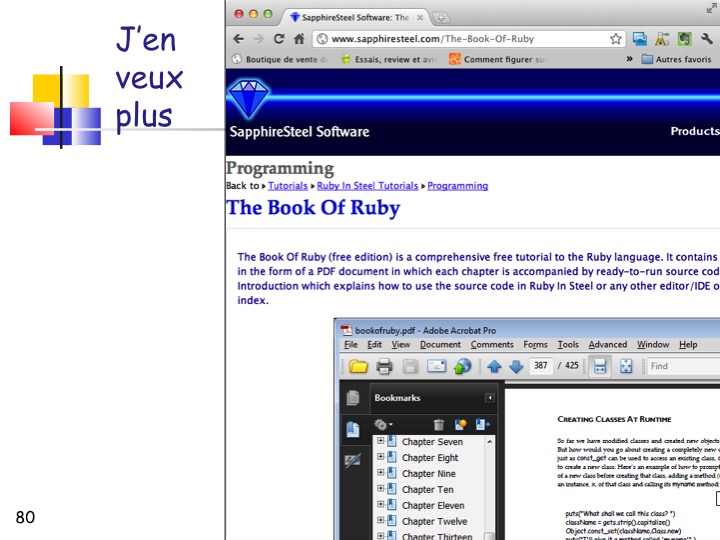 J'en
veux
plus
SapphireSteel Software: The
www.sapphiresteel.com/The-Book-Of-Ruby
Boutique de vente d Essais, review et avis Comment figurer su » Autres favoris
SapphireSteel Software
Products
Programming
Back to Tutorials Ruby In Steel Tutorials Programming
The Book Of Ruby
The Book Of Ruby (free edition) is a comprehensive free tutorial to the Ruby language. It contains
in the form of a PDF document in which each chapter is accompanied by ready-to-run source cod
Introduction which explains how to use the source code in Ruby In Steel or any other editor/IDE o
index.
bookofruby.pdf - Adobe Acrobat Pro
File Edit View Document Comments Forms Tools Advanced Window Help
387 / 425 Find
Bookmarks
Chapter Seven
Chapter Eight
Chapter Nine
Chapter Ten
Chapter Eleven
Chapter Twelve
Chapter Thirteen
CREATING CLASSES AT RUNTIME
So far we have modified classes and created new objects
But how would you go about creating a completely new
just as const_get can be used to access an existing class,
to create a new class. Here's an example of how to prompt
of a new class before creating that class, adding a method
an instance, x, of that class and calling its myname method:
puts("What shall we call this class? ")
className = gets.strip().capitalize()
Object.const_set(className,Class.new)
puts("I'll give it a method called 'myname'" )
80